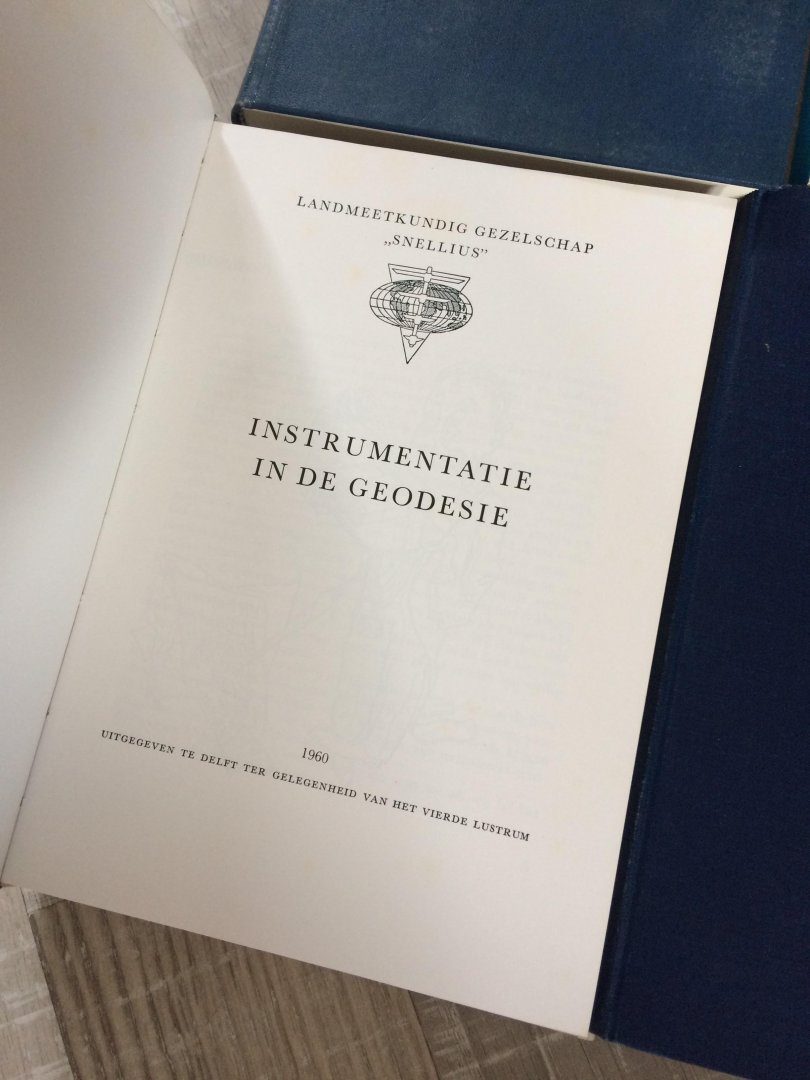 LANDMEETKUNDIG GEZELSCHAP
„SNELLIUS”
INSTRUMENTATIE
IN DE GEODESIE
1960
UITGEGEVEN TE DELFT TER GELEGENHEID VAN HET VIERDE LUSTRUM